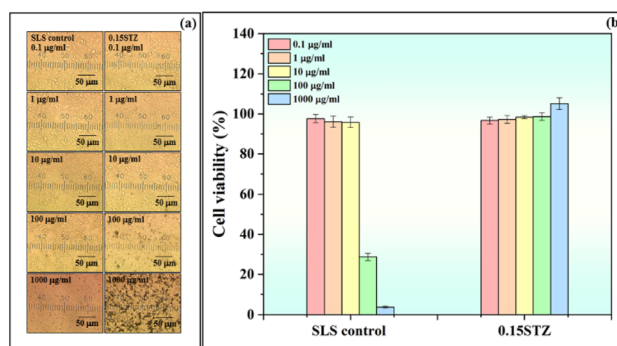 (a)
SLS control
0.1 µg/ml
0.15STZ
0.1 µg/ml
50 µm
50 µm
1 µg/ml
1 µg/ml
50 µm
50 µm
10 µg/ml
10 µg/ml
50 µm
50 µm
100 µg/ml
100 µg/ml
50 µm
50 µm
1000 µg/ml
1000 µg/ml
50 µm
50 µm
(b)
140
120
100
80
60
40
20
0
Cell viability (%)
0.1 µg/ml
1 µg/ml
10 µg/ml
100 µg/ml
1000 µg/ml
SLS control
0.15STZ